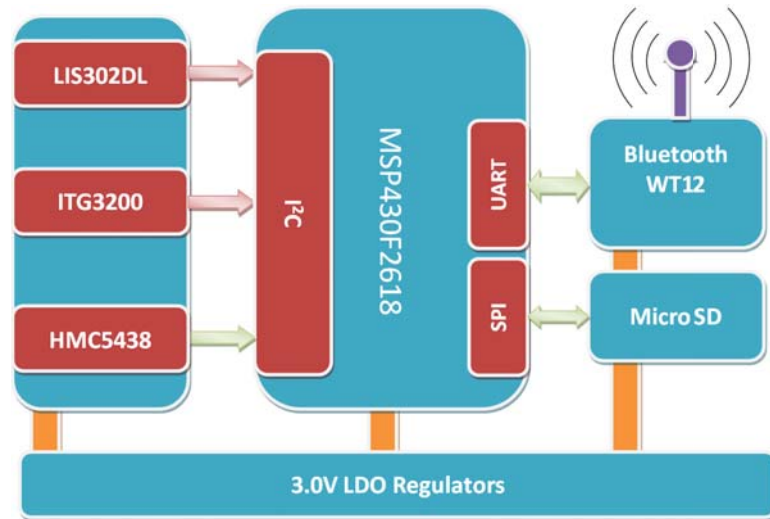 LIS302DL
ITG3200
HMC5438
I²C
MSP430F2618
UART
SPI
Bluetooth
WT12
Micro SD
3.0V LDO Regulators